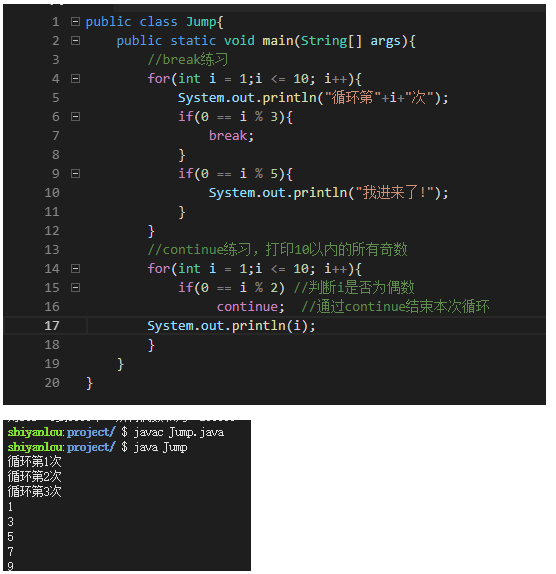 1 public class Jump{
2 public static void main(String[] args){
3 //break练习
4 for(int i = 1;i <= 10; i++){
5 System.out.println("循环第"+i+"次");
6 if(0 == i % 3){
7 break;
8 }
9 if(0 == i % 5){
10 System.out.println("我进来了!");
11 }
12 }
13 //continue练习，打印10以内的所有奇数
14 for(int i = 1;i <= 10; i++){
15 if(0 == i % 2) //判断i是否为偶数
16 continue; //通过continue结束本次循环
17 System.out.println(i);
18 }
19 }
20 }
shiyanlou:project/ $ javac Jump.java
shiyanlou:project/ $ java Jump
循环第1次
循环第2次
循环第3次
1
3
5
7
9